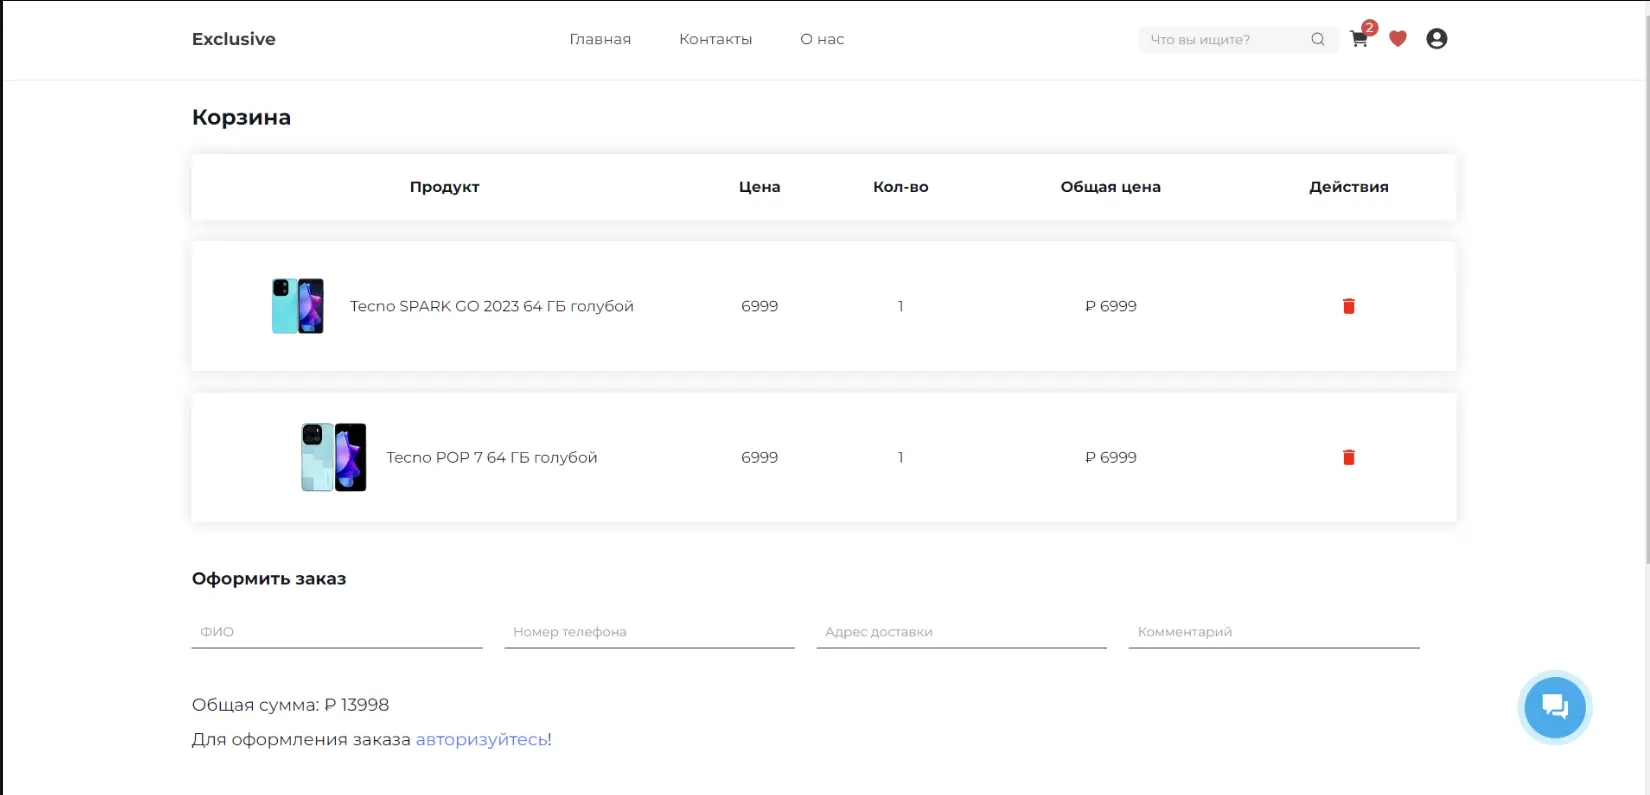 Exclusive
Главная Контакты О нас
Что вы ищите?
2
Корзина
Продукт Цена Кол-во Общая цена Действия
Tecno SPARK GO 2023 64 ГБ голубой 6999 1 ₽ 6999
Tecno POP 7 64 ГБ голубой 6999 1 ₽ 6999
Оформить заказ
ФИО Номер телефона Адрес доставки Комментарий
Общая сумма: ₽ 13998
Для оформления заказа авторизуйтесь!